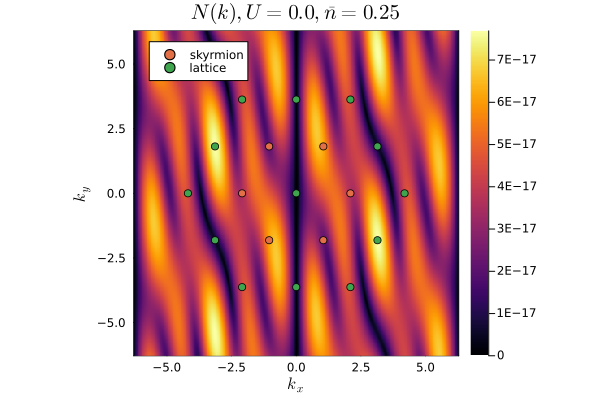 N(k), U = 0.0, n̄ = 0.25
skyrmion
lattice
5.0
2.5
0.0
−2.5
−5.0
k_y
−5.0 −2.5 0.0 2.5 5.0
k_x
7E−17
6E−17
5E−17
4E−17
3E−17
2E−17
1E−17
0